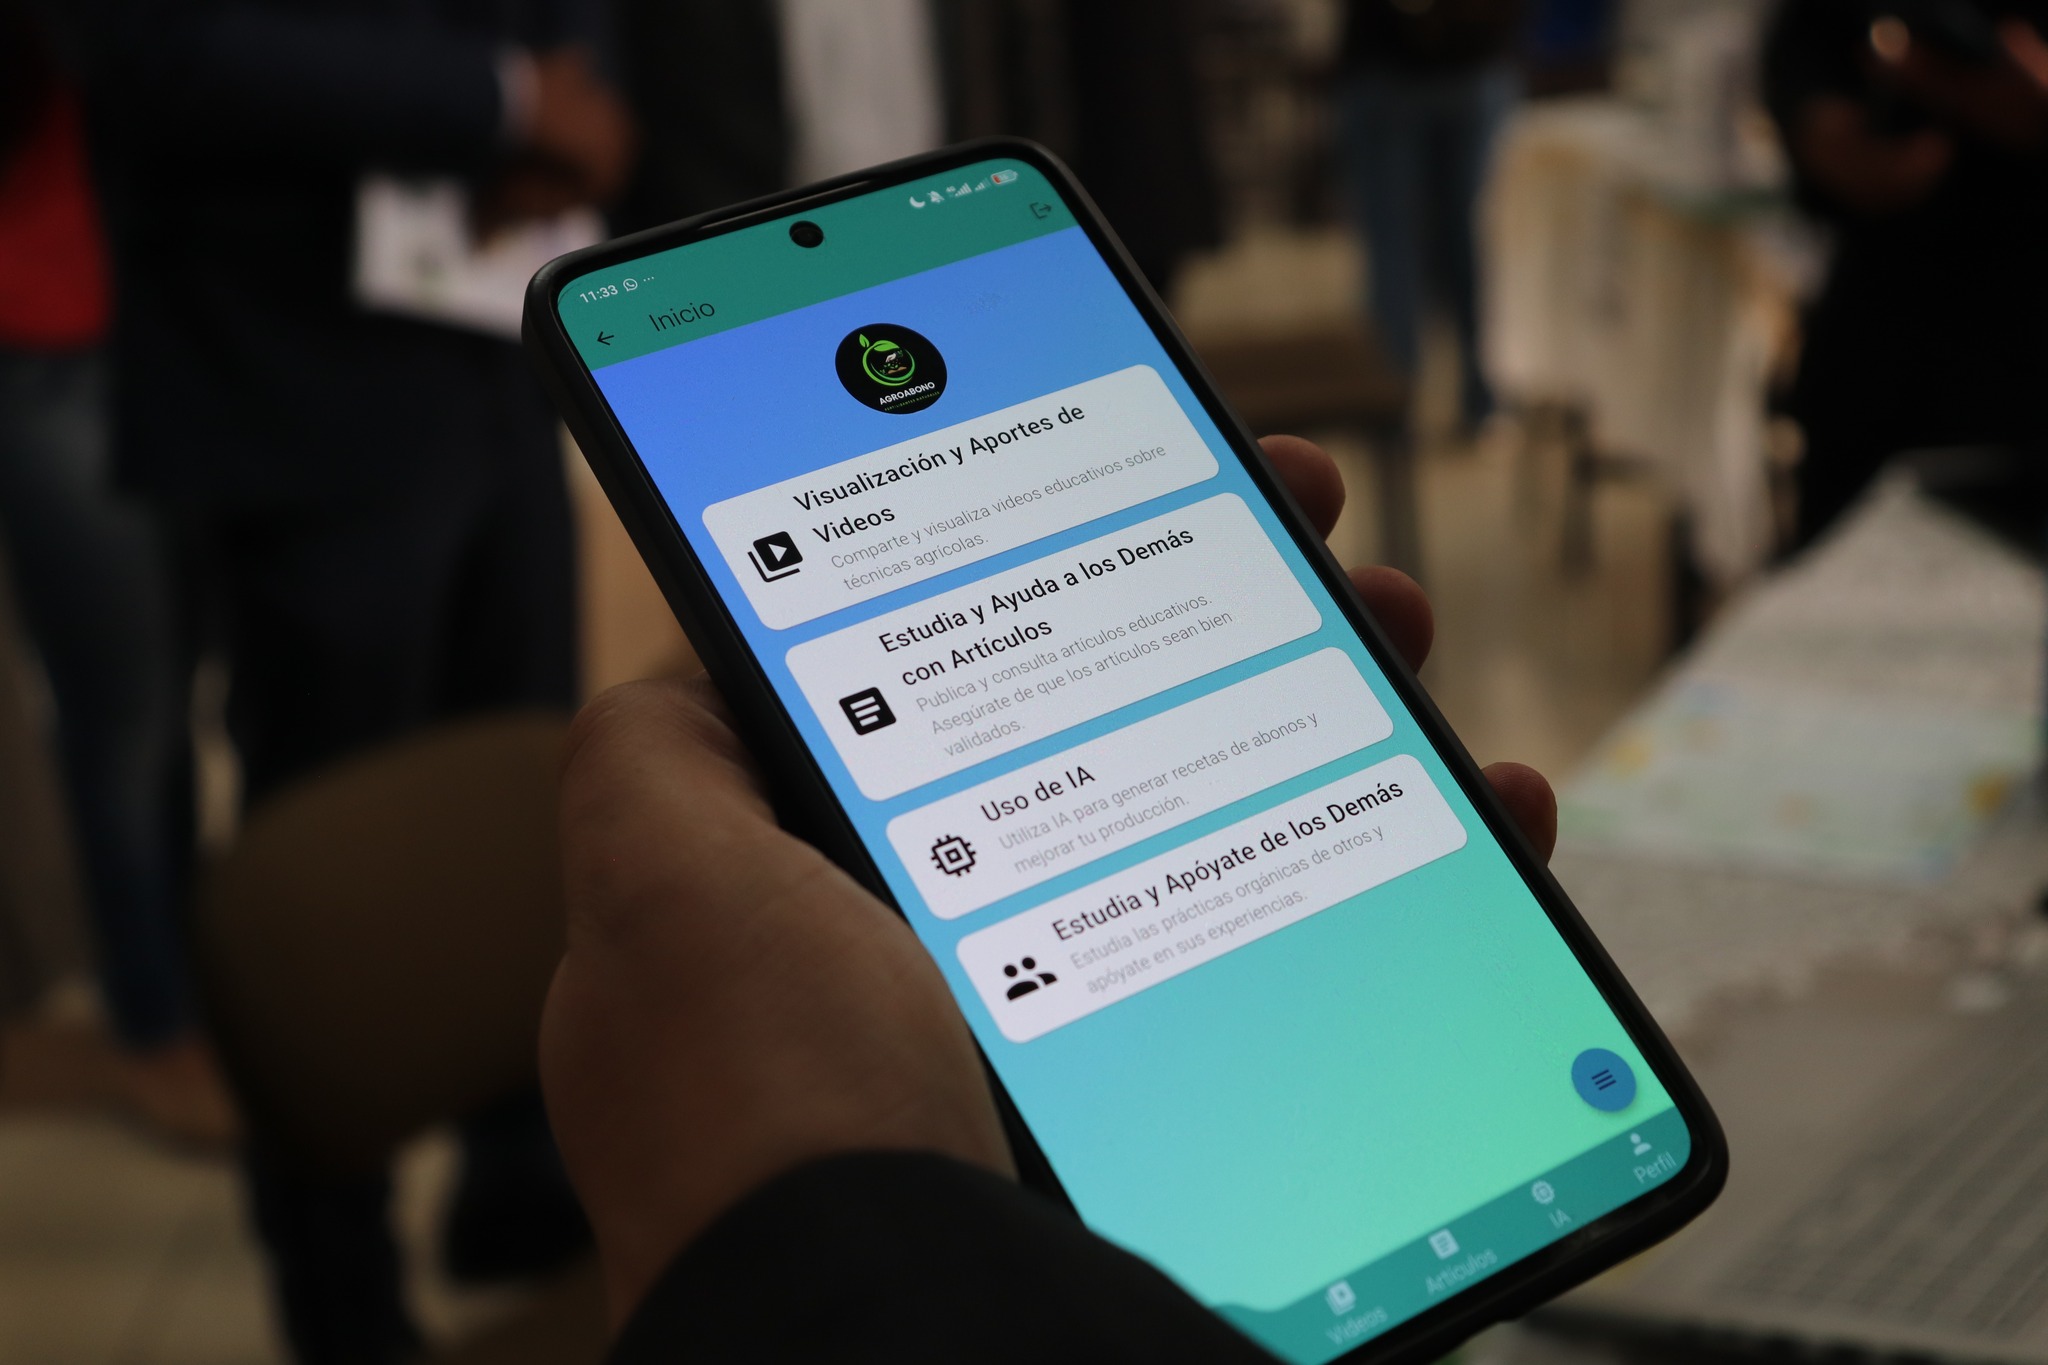 11:33
Inicio
AGROABONO
FERTILIZANTES NATURALES
Visualización y Aportes de
Videos
Comparte y visualiza videos educativos sobre
técnicas agrícolas.
Estudia y Ayuda a los Demás
con Artículos
Publica y consulta artículos educativos.
Asegúrate de que los artículos sean bien
validados.
Uso de IA
Utiliza IA para generar recetas de abonos y
mejorar tu producción.
Estudia y Apóyate de los Demás
Estudia las prácticas orgánicas de otros y
apóyate en sus experiencias.
Videos
Artículos
IA
Perfil